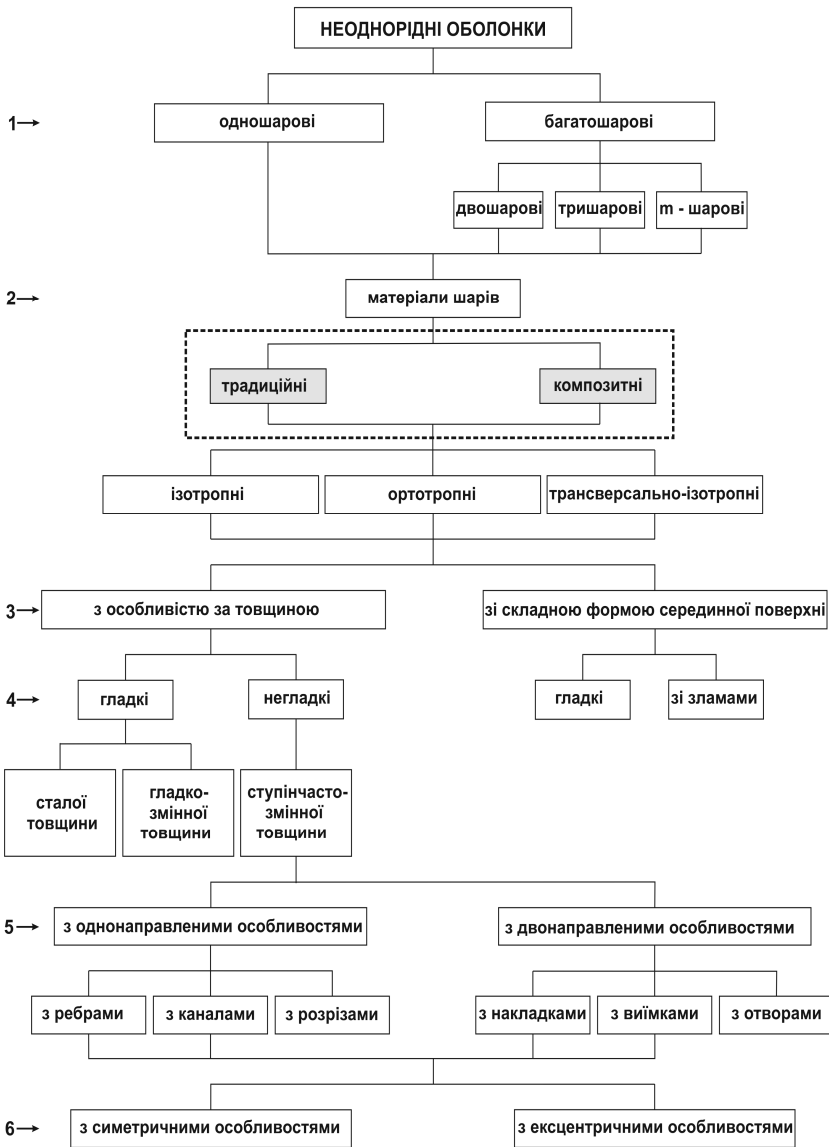 НЕОДНОРІДНІ ОБОЛОНКИ
1→
одношарові
багатошарові
двошарові
тришарові
m - шарові
2→
матеріали шарів
традиційні
композитні
ізотропні
ортотропні
трансверсально-ізотропні
3→
з особливістю за товщиною
зі складною формою серединної поверхні
4→
гладкі
негладкі
гладкі
зі зламами
сталої
товщини
гладко-
змінної
товщини
ступінчасто-
змінної
товщини
5→
з однонаправленими особливостями
з двонаправленими особливостями
з ребрами
з каналами
з розрізами
з накладками
з виїмками
з отворами
6→
з симетричними особливостями
з ексцентричними особливостями